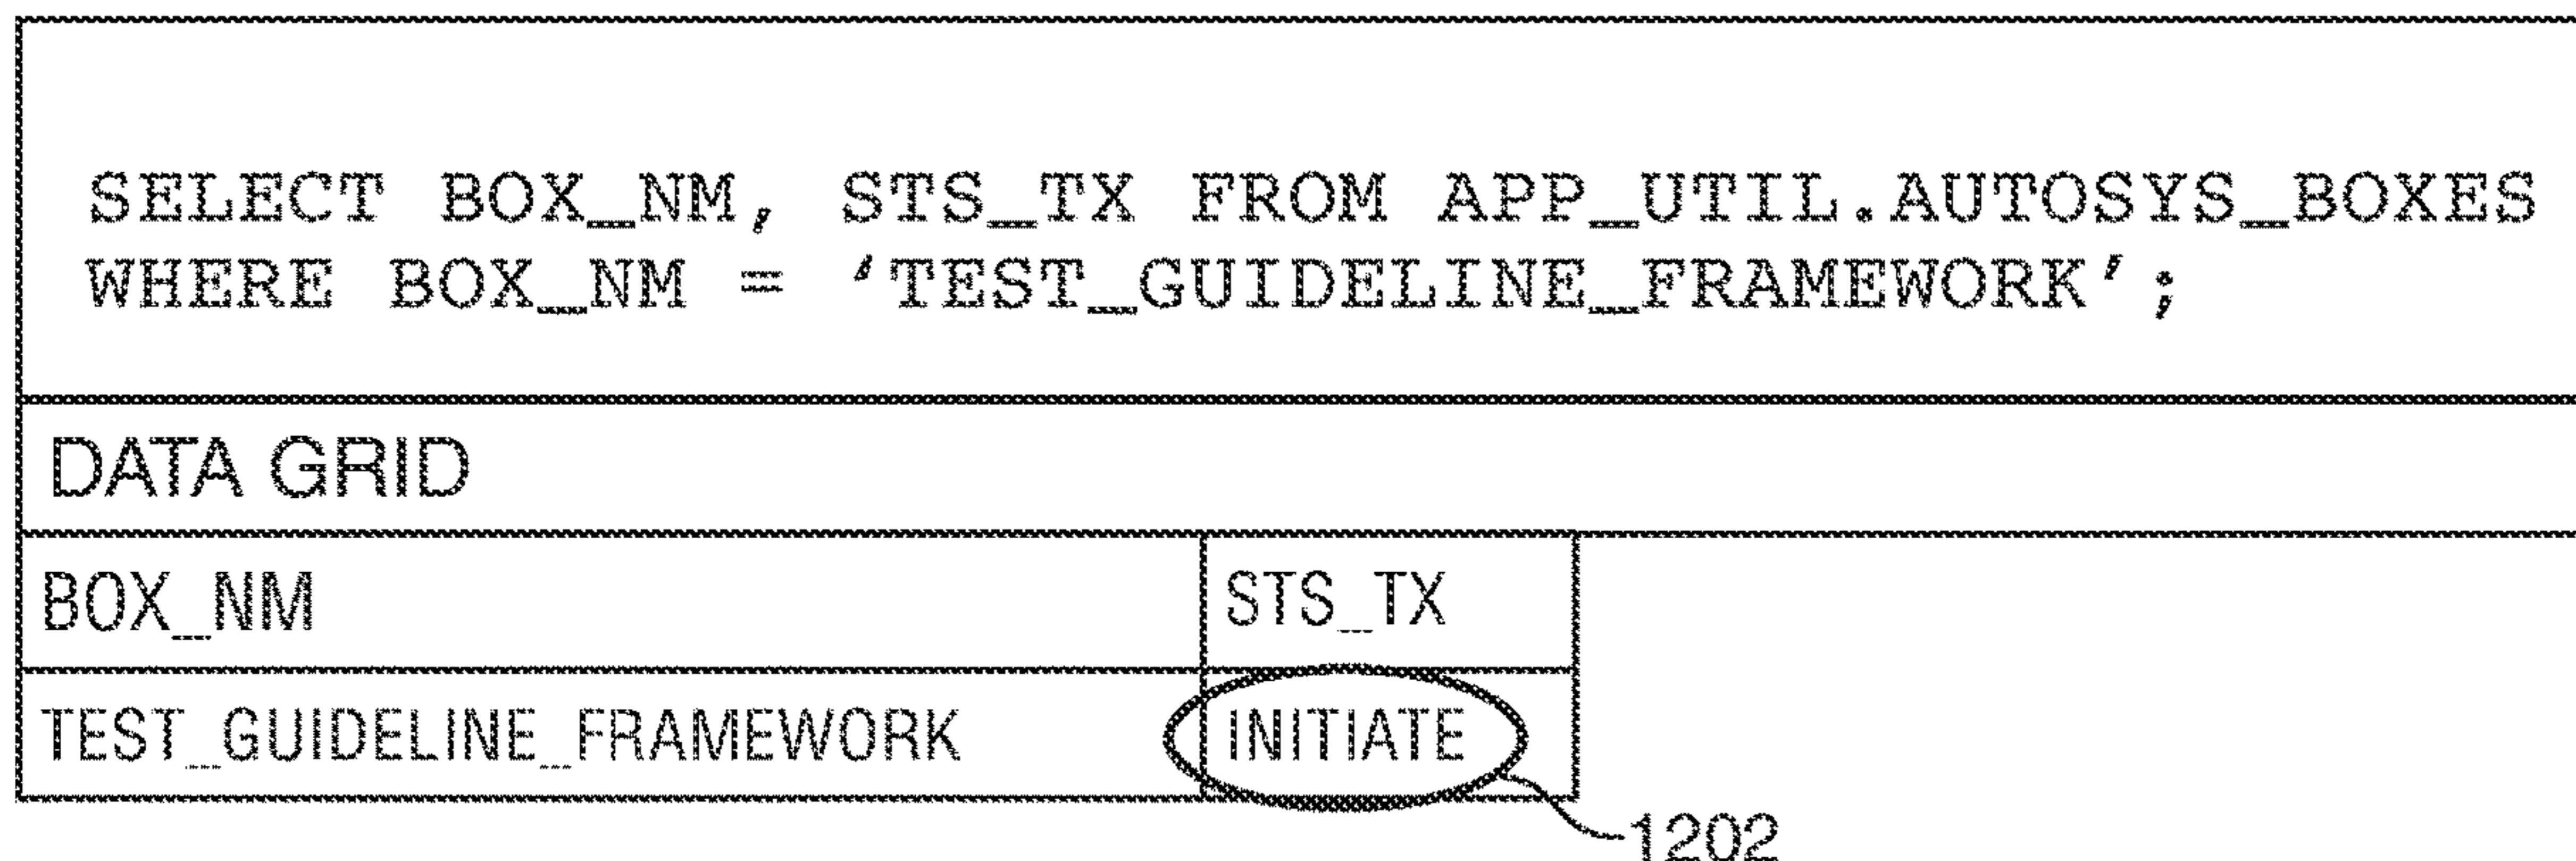 SELECT BOX_NM, STS_TX FROM APP_UTIL.AUTOSYS_BOXES
WHERE BOX_NM = ‘TEST_GUIDELINE_FRAMEWORK’;
DATA GRID
BOX_NM STS_TX
TEST_GUIDELINE_FRAMEWORK INITIATE
1202